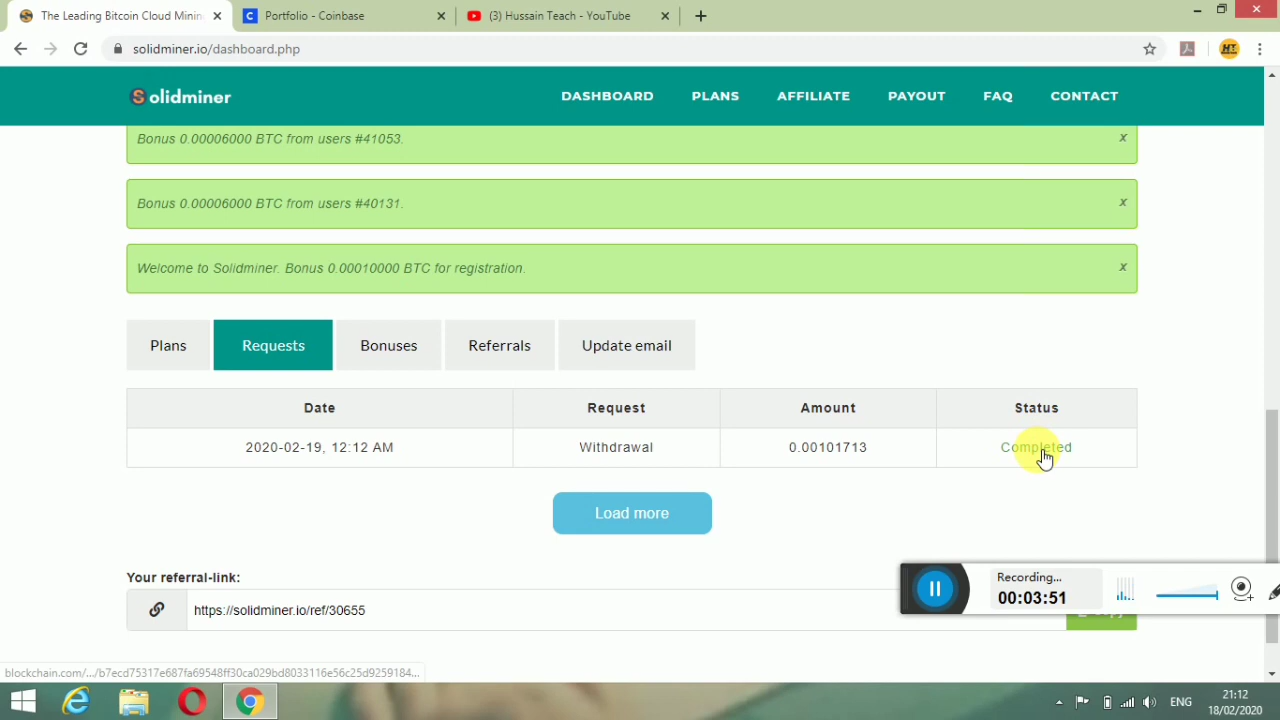 The Leading Bitcoin Cloud Minin
Portfolio - Coinbase
(3) Hussain Teach - YouTube
solidminer.io/dashboard.php
HT
Solidminer
DASHBOARD
PLANS
AFFILIATE
PAYOUT
FAQ
CONTACT
Bonus 0.00006000 BTC from users #41053.
x
Bonus 0.00006000 BTC from users #40131.
x
Welcome to Solidminer. Bonus 0.00010000 BTC for registration.
x
Plans
Requests
Bonuses
Referrals
Update email
Date
Request
Amount
Status
2020-02-19, 12:12 AM
Withdrawal
0.00101713
Completed
Load more
Your referral-link:
https://solidminer.io/ref/30655
Recording...
00:03:51
blockchain.com/.../b7ecd75317e687fa69548ff30ca029bd8033116e56c25d9259184...
ENG
21:12
18/02/2020